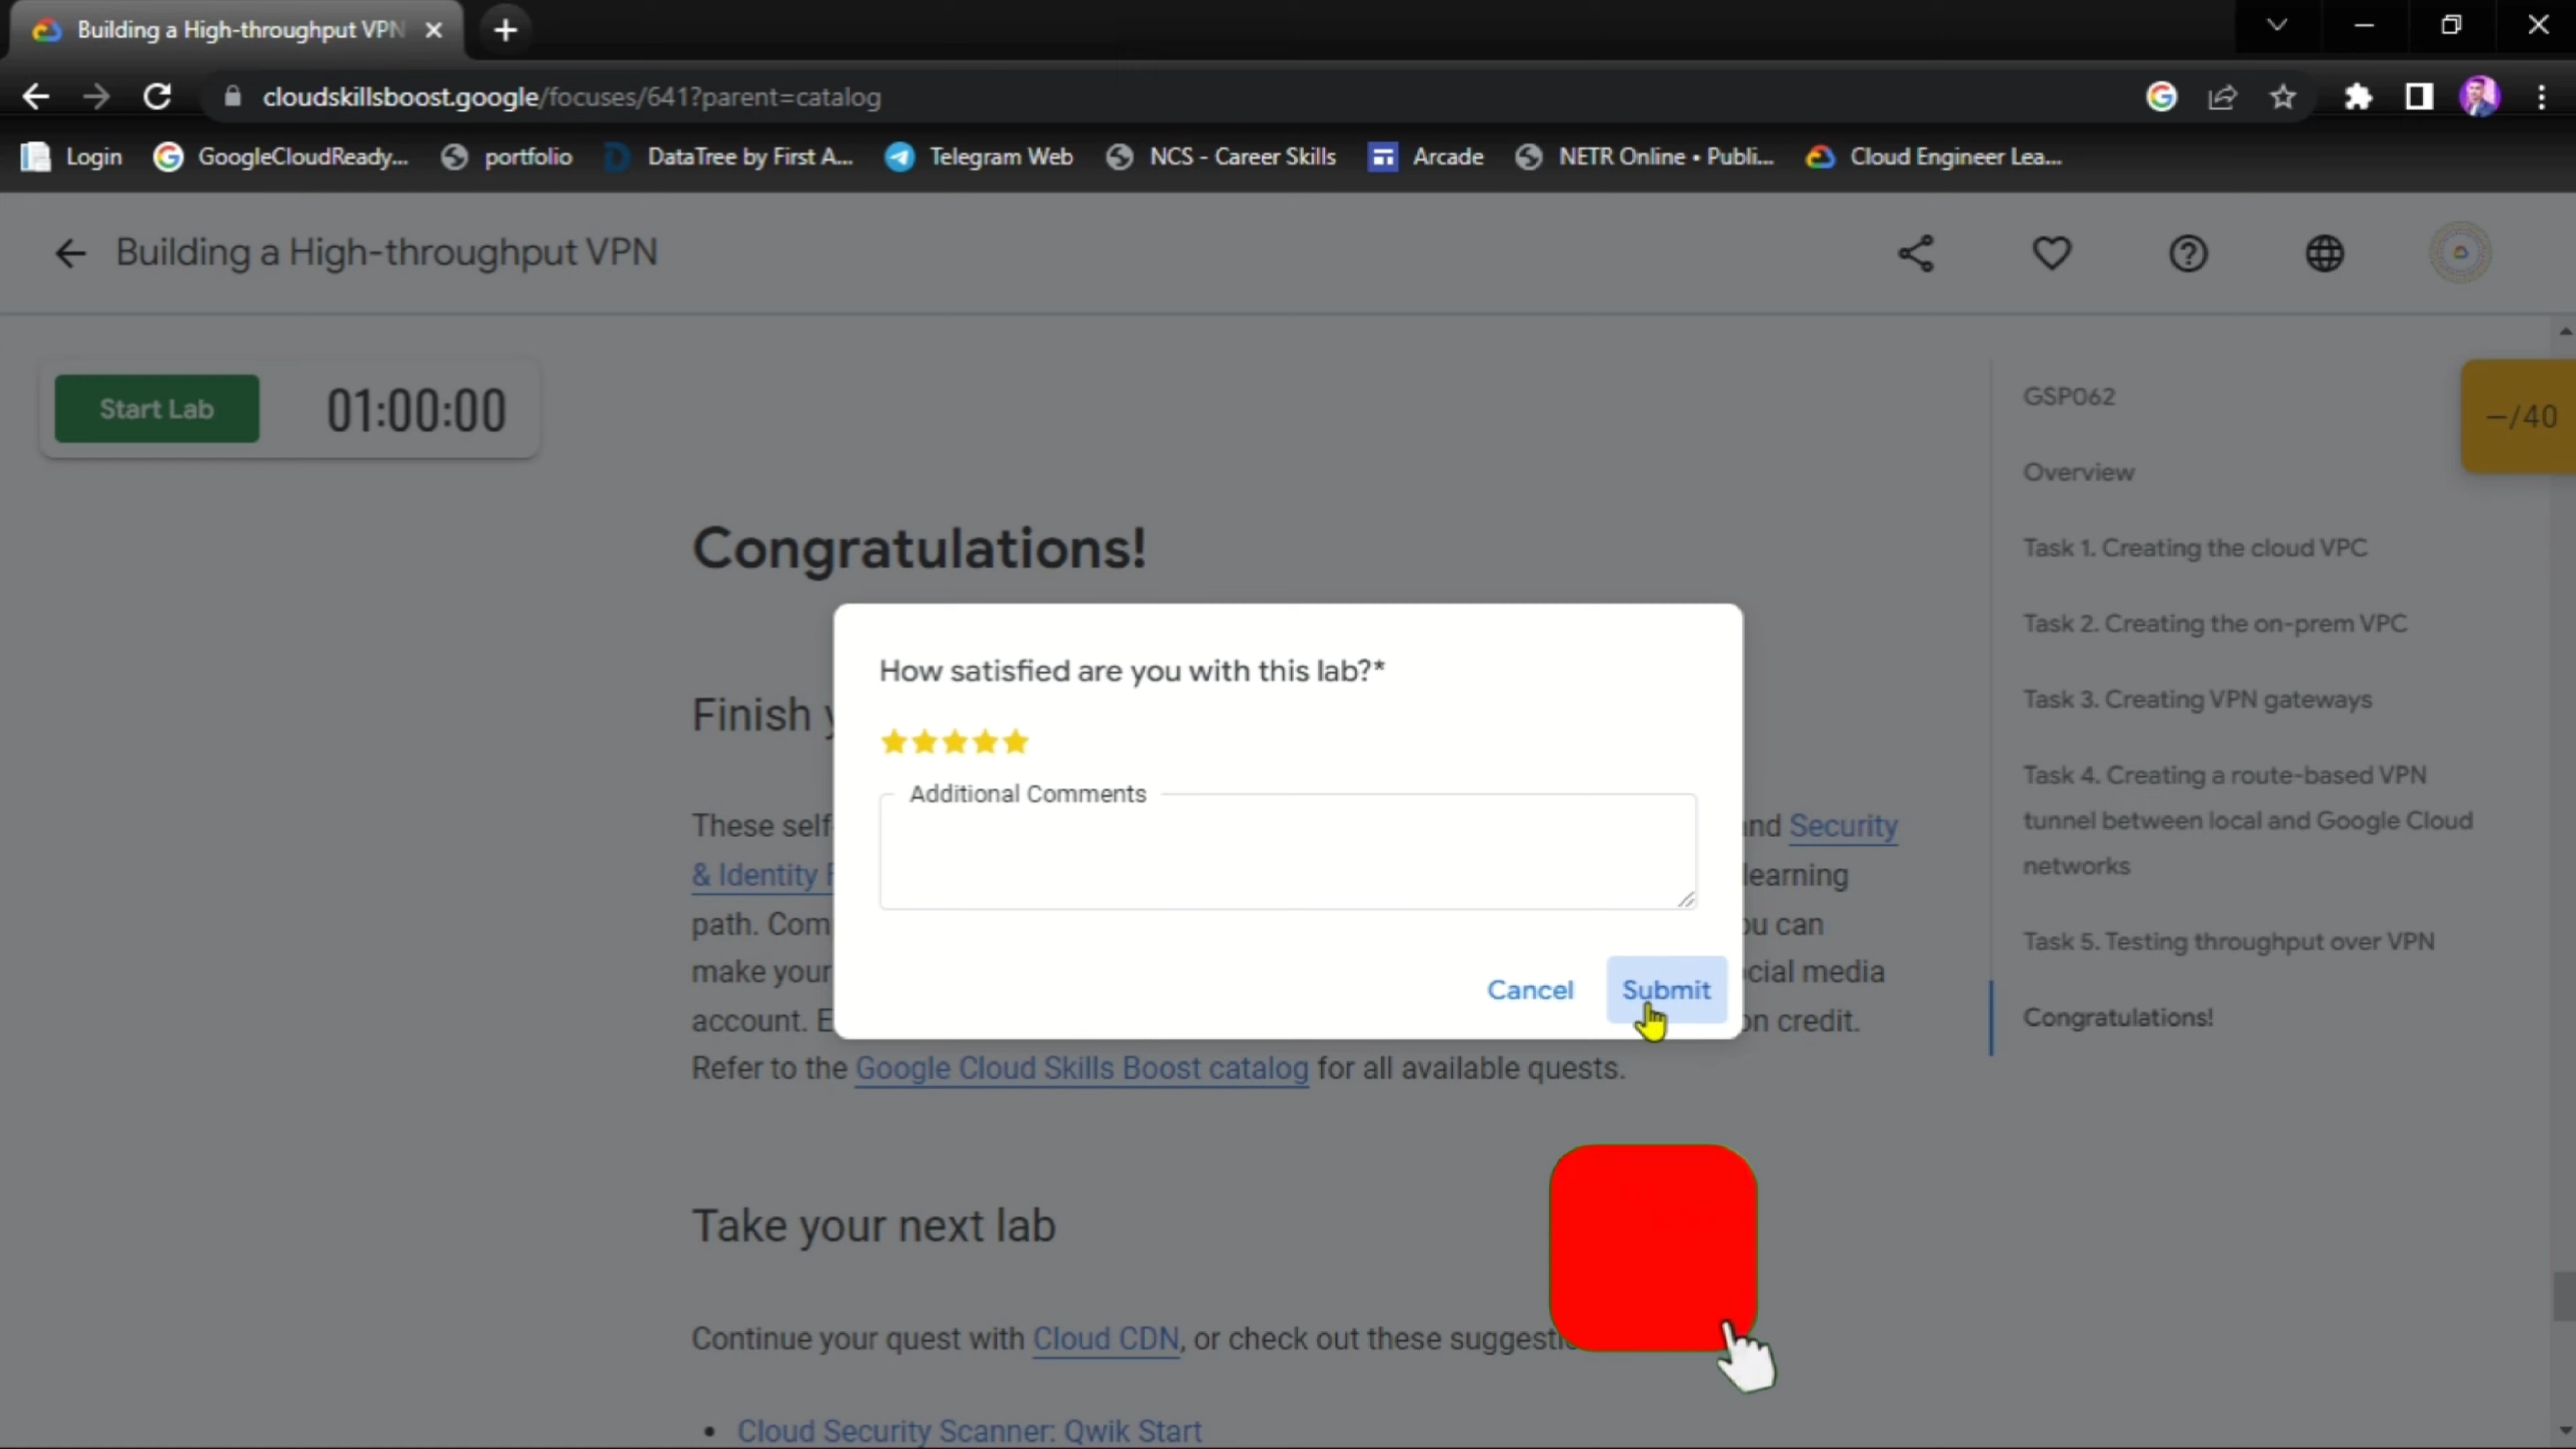 Building a High-throughput VPN
cloudskillsboost.google/focuses/641?parent=catalog
Login
GoogleCloudReady...
portfolio
DataTree by First A...
Telegram Web
NCS - Career Skills
Arcade
NETR Online • Publi...
Cloud Engineer Lea...
Building a High-throughput VPN
Start Lab
01:00:00
GSP062
–/40
Overview
Congratulations!
Task 1. Creating the cloud VPC
Task 2. Creating the on-prem VPC
How satisfied are you with this lab?*
Finish
Task 3. Creating VPN gateways
Additional Comments
Task 4. Creating a route-based VPN
tunnel between local and Google Cloud
networks
These self
Security
& Identity
learning
path. Com
can
Task 5. Testing throughput over VPN
make your
media
Cancel
Submit
account.
credit.
Congratulations!
Refer to the Google Cloud Skills Boost catalog for all available quests.
Take your next lab
Continue your quest with Cloud CDN, or check out these suggesti
• Cloud Security Scanner: Qwik Start